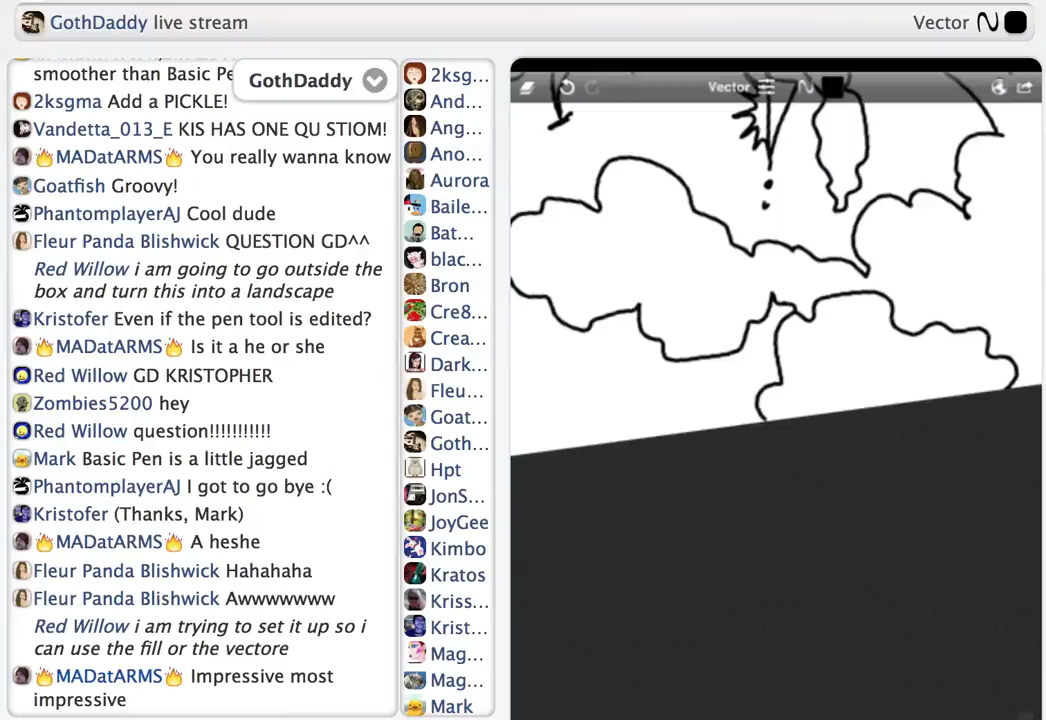 GothDaddy live stream
Vector
smoother than Basic Pe
GothDaddy
2ksgma Add a PICKLE!
Vandetta_013_E KIS HAS ONE QU STIOM!
🔥MADatARMS🔥 You really wanna know
Goatfish Groovy!
PhantomplayerAJ Cool dude
Fleur Panda Blishwick QUESTION GD^^
Red Willow i am going to go outside the
box and turn this into a landscape
Kristofer Even if the pen tool is edited?
🔥MADatARMS🔥 Is it a he or she
Red Willow GD KRISTOPHER
Zombies5200 hey
Red Willow question!!!!!!!!!!!
Mark Basic Pen is a little jagged
PhantomplayerAJ I got to go bye :(
Kristofer (Thanks, Mark)
🔥MADatARMS🔥 A heshe
Fleur Panda Blishwick Hahahaha
Fleur Panda Blishwick Awwwwwww
Red Willow i am trying to set it up so i
can use the fill or the vectore
🔥MADatARMS🔥 Impressive most
impressive
2ksg...
And...
Ang...
Ano...
Aurora
Baile...
Bat...
blac...
Bron
Cre8...
Crea...
Dark...
Fleu...
Goat...
Goth...
Hpt
JonS...
JoyGee
Kimbo
Kratos
Kriss...
Krist...
Mag...
Mag...
Mark
Vector